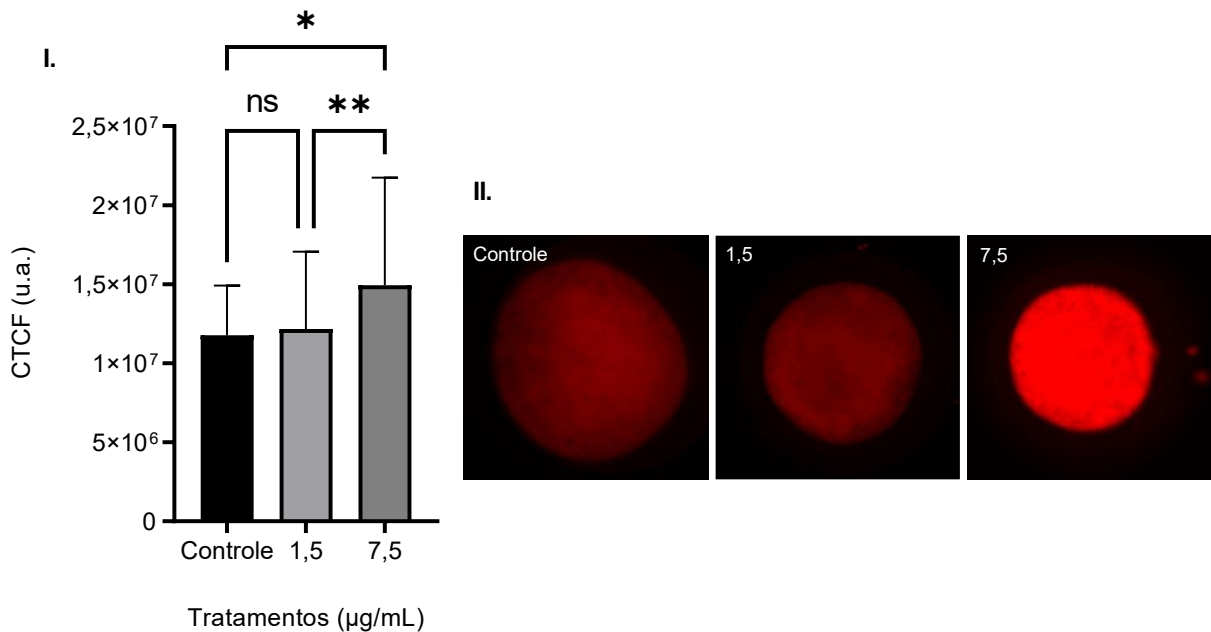 I.
*
ns
**
2,5×10⁷
2×10⁷
1,5×10⁷
1×10⁷
5×10⁶
0
CTCF (u.a.)
Controle 1,5 7,5
Tratamentos (µg/mL)
II.
Controle
1,5
7,5